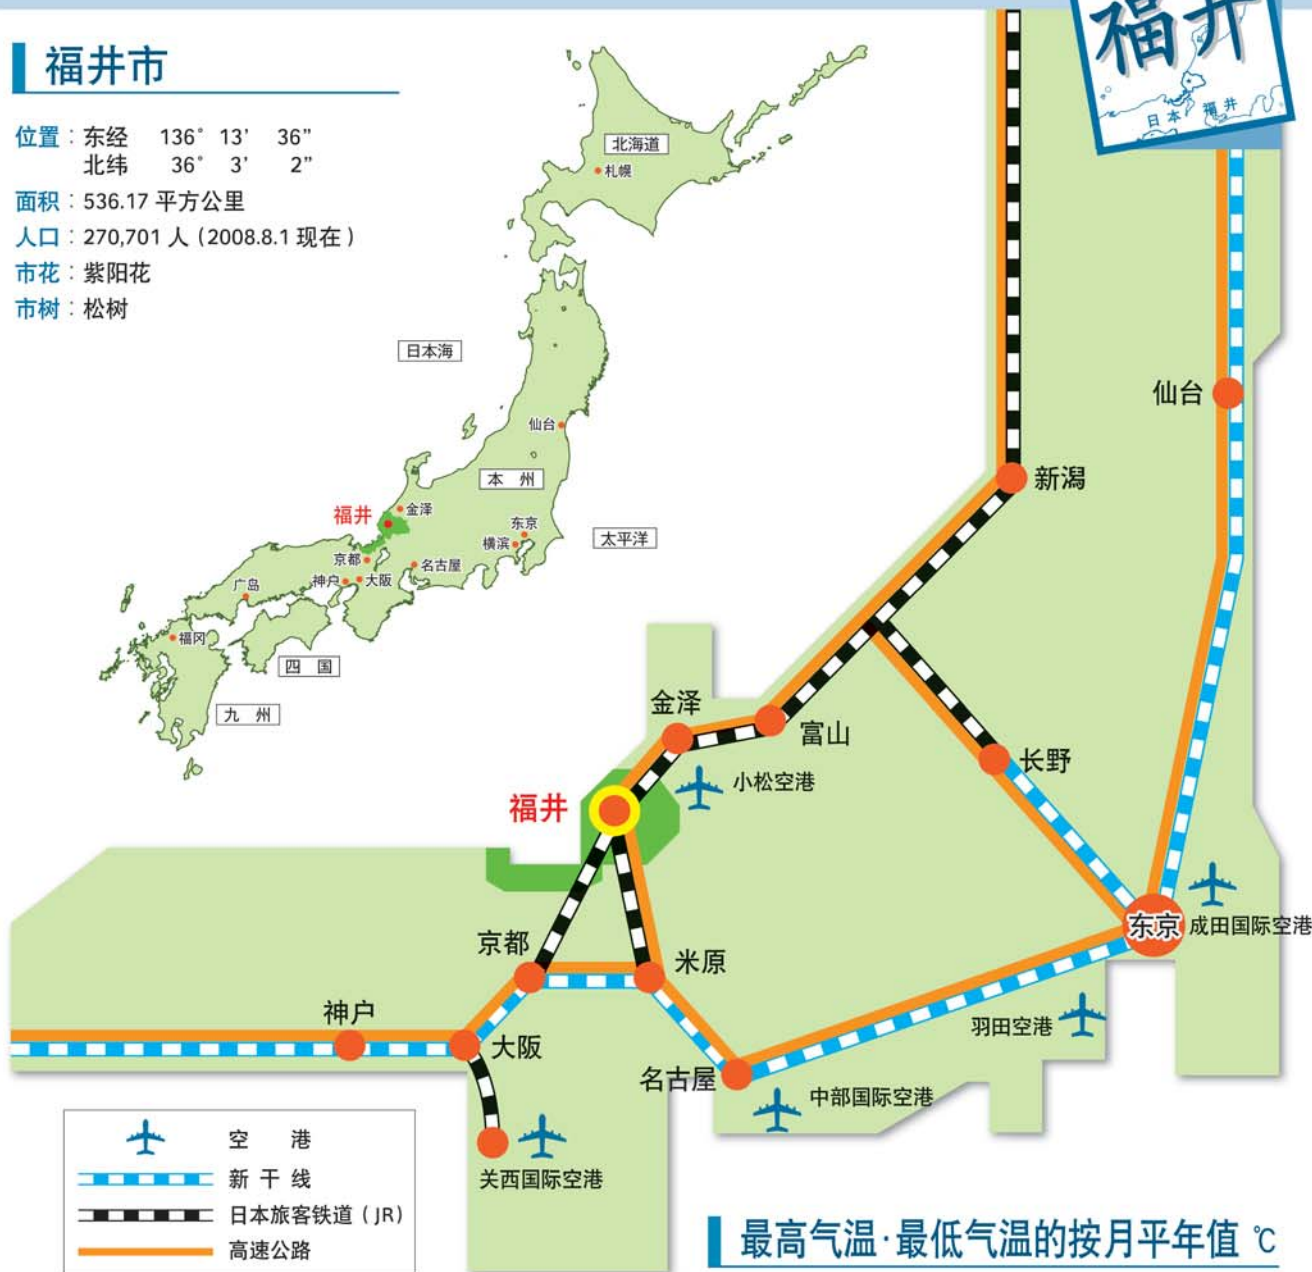 福井
日本 福井
福井市
位置：东经 136° 13’ 36”
北纬 36° 3’ 2”
面积：536.17 平方公里
人口：270,701 人 (2008.8.1 现在)
市花：紫阳花
市树：松树
北海道
札幌
日本海
仙台
本 州
金泽
福井
东京
横滨
太平洋
京都
名古屋
神户
大阪
广岛
福冈
四 国
九 州
仙台
新潟
金泽
富山
长野
小松空港
福井
东京
成田国际空港
京都
米原
神户
大阪
羽田空港
名古屋
中部国际空港
关西国际空港
空 港
新 干 线
日本旅客铁道 (JR)
高速公路
最高气温·最低气温的按月平年值 ℃